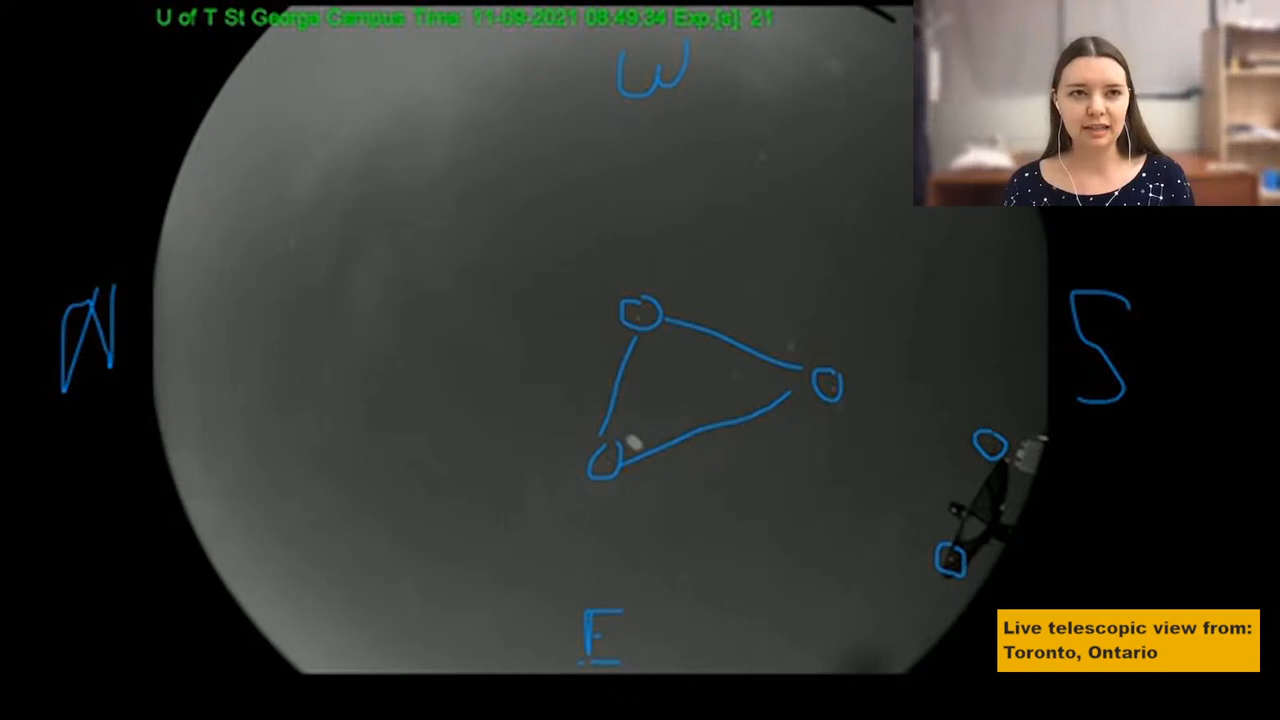 U of T St George Campus Time: 11-09-2021 08:49:34 Exp.[s] 21
W
N
S
E
Live telescopic view from:
Toronto, Ontario